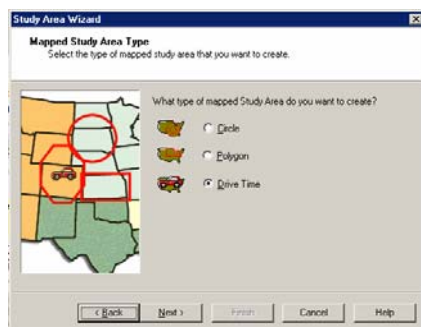 Study Area Wizard
Mapped Study Area Type
Select the type of mapped study area that you want to create.
What type of mapped Study Area do you want to create?
Circle
Polygon
Drive Time
< Back
Next >
Finish
Cancel
Help